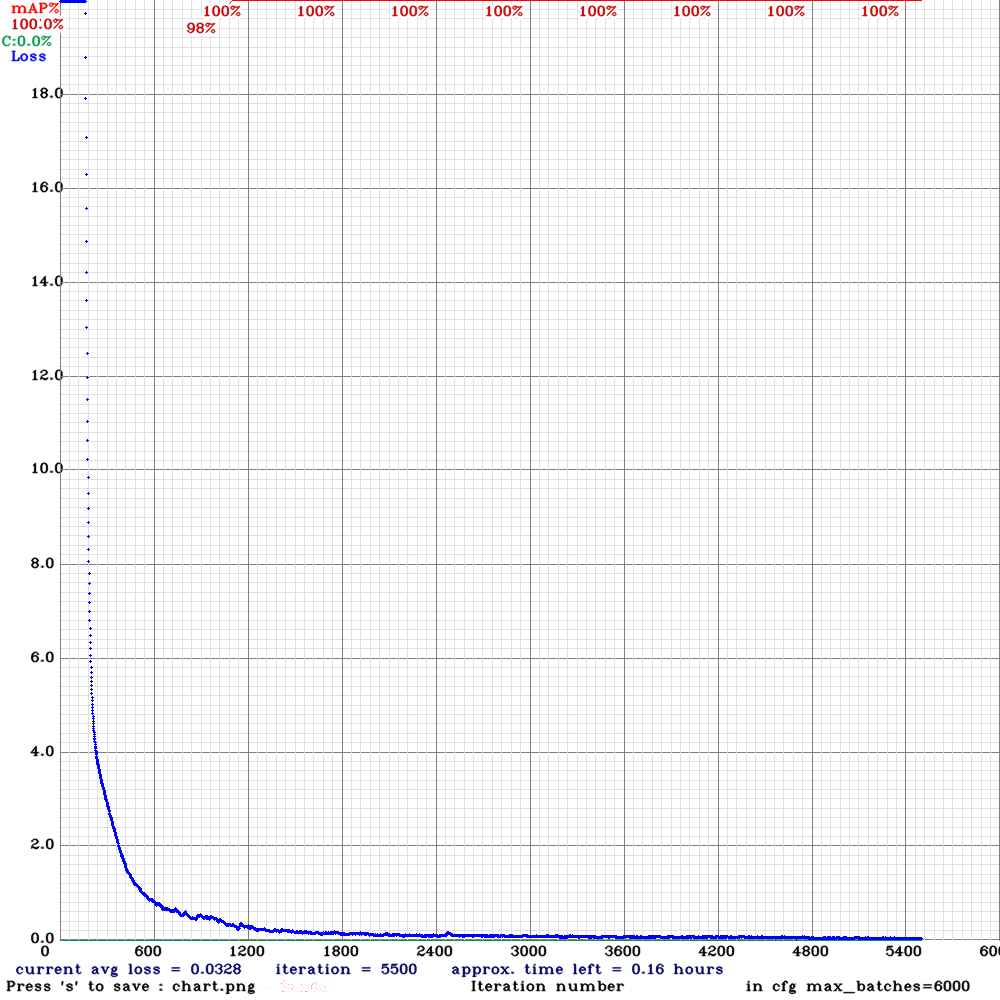 mAP% 100% 100% 100% 100% 100% 100% 100% 100%
100.0% 98%
C:0.0%
Loss
18.0
16.0
14.0
12.0
10.0
8.0
6.0
4.0
2.0
0.0
0 600 1200 1800 2400 3000 3600 4200 4800 5400 600
current avg loss = 0.0328 iteration = 5500 approx. time left = 0.16 hours
Press 's' to save : chart.png Iteration number in cfg max_batches=6000